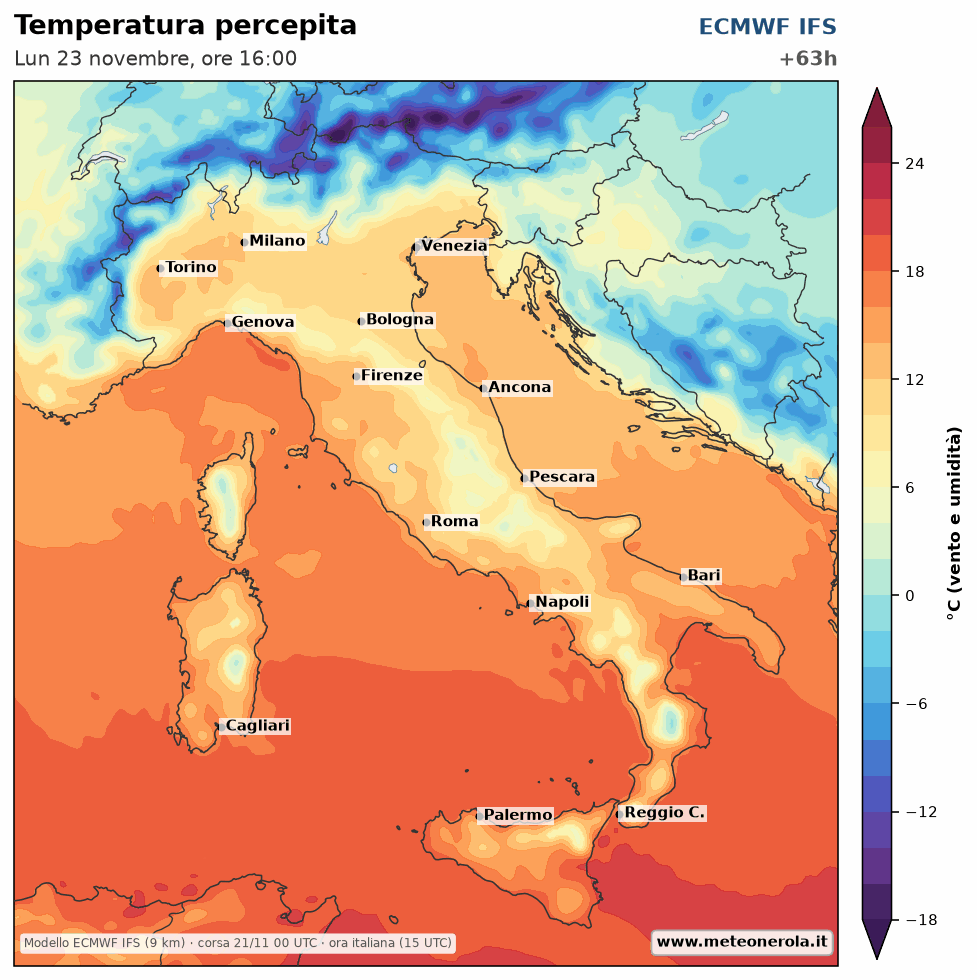 Temperatura percepita
ECMWF IFS
Lun 23 novembre, ore 16:00
+63h
Milano
Venezia
Torino
Genova
Bologna
Firenze
Ancona
Pescara
Roma
Bari
Napoli
Cagliari
Palermo
Reggio C.
24
18
12
6
0
−6
−12
−18
°C (vento e umidità)
Modello ECMWF IFS (9 km) · corsa 21/11 00 UTC · ora italiana (15 UTC)
www.meteonerola.it